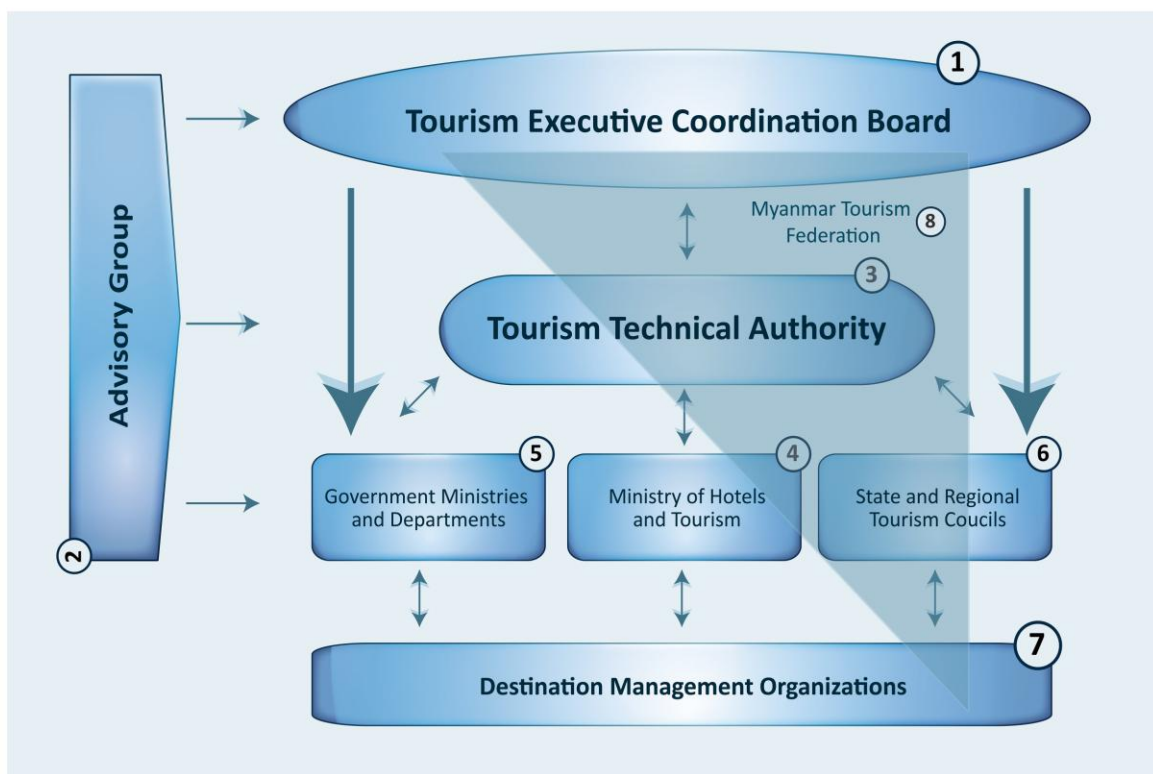 1
Tourism Executive Coordination Board
Advisory Group
2
Myanmar Tourism
Federation
8
3
Tourism Technical Authority
5
Government Ministries
and Departments
4
Ministry of Hotels
and Tourism
6
State and Regional
Tourism Coucils
7
Destination Management Organizations